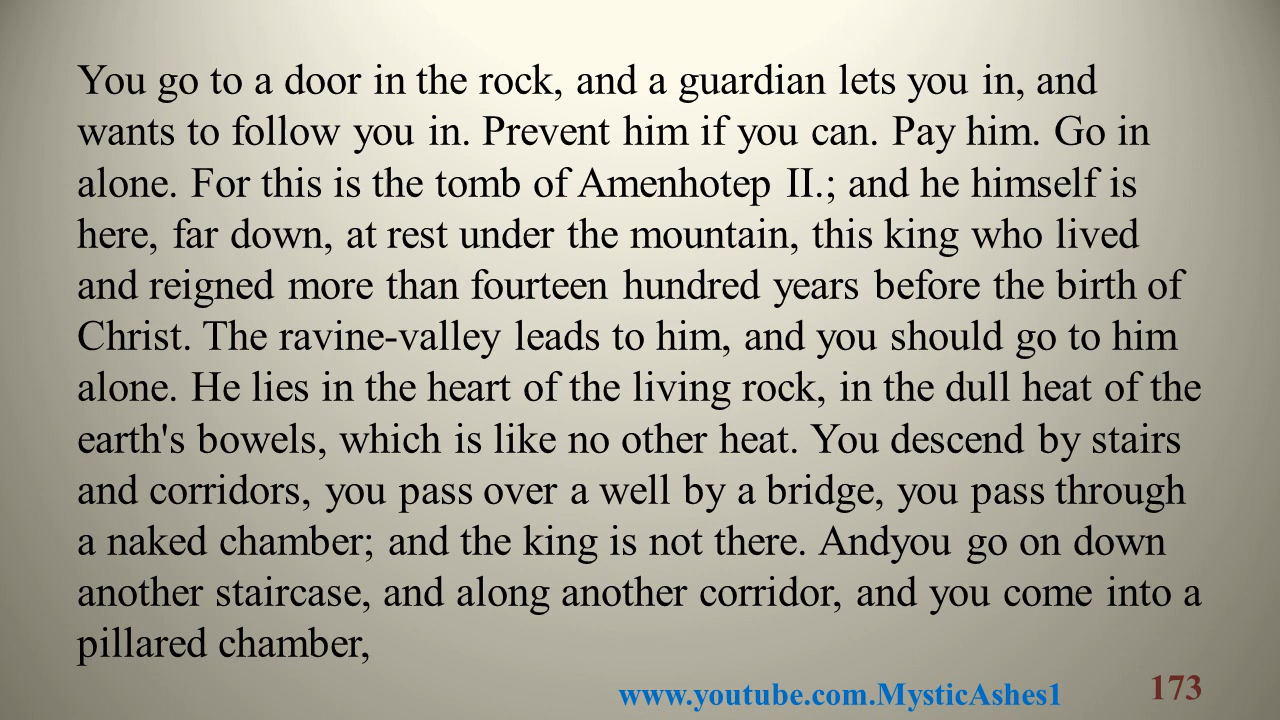 You go to a door in the rock, and a guardian lets you in, and
wants to follow you in. Prevent him if you can. Pay him. Go in
alone. For this is the tomb of Amenhotep II.; and he himself is
here, far down, at rest under the mountain, this king who lived
and reigned more than fourteen hundred years before the birth of
Christ. The ravine-valley leads to him, and you should go to him
alone. He lies in the heart of the living rock, in the dull heat of the
earth's bowels, which is like no other heat. You descend by stairs
and corridors, you pass over a well by a bridge, you pass through
a naked chamber; and the king is not there. Andyou go on down
another staircase, and along another corridor, and you come into a
pillared chamber,
www.youtube.com.MysticAshes1
173